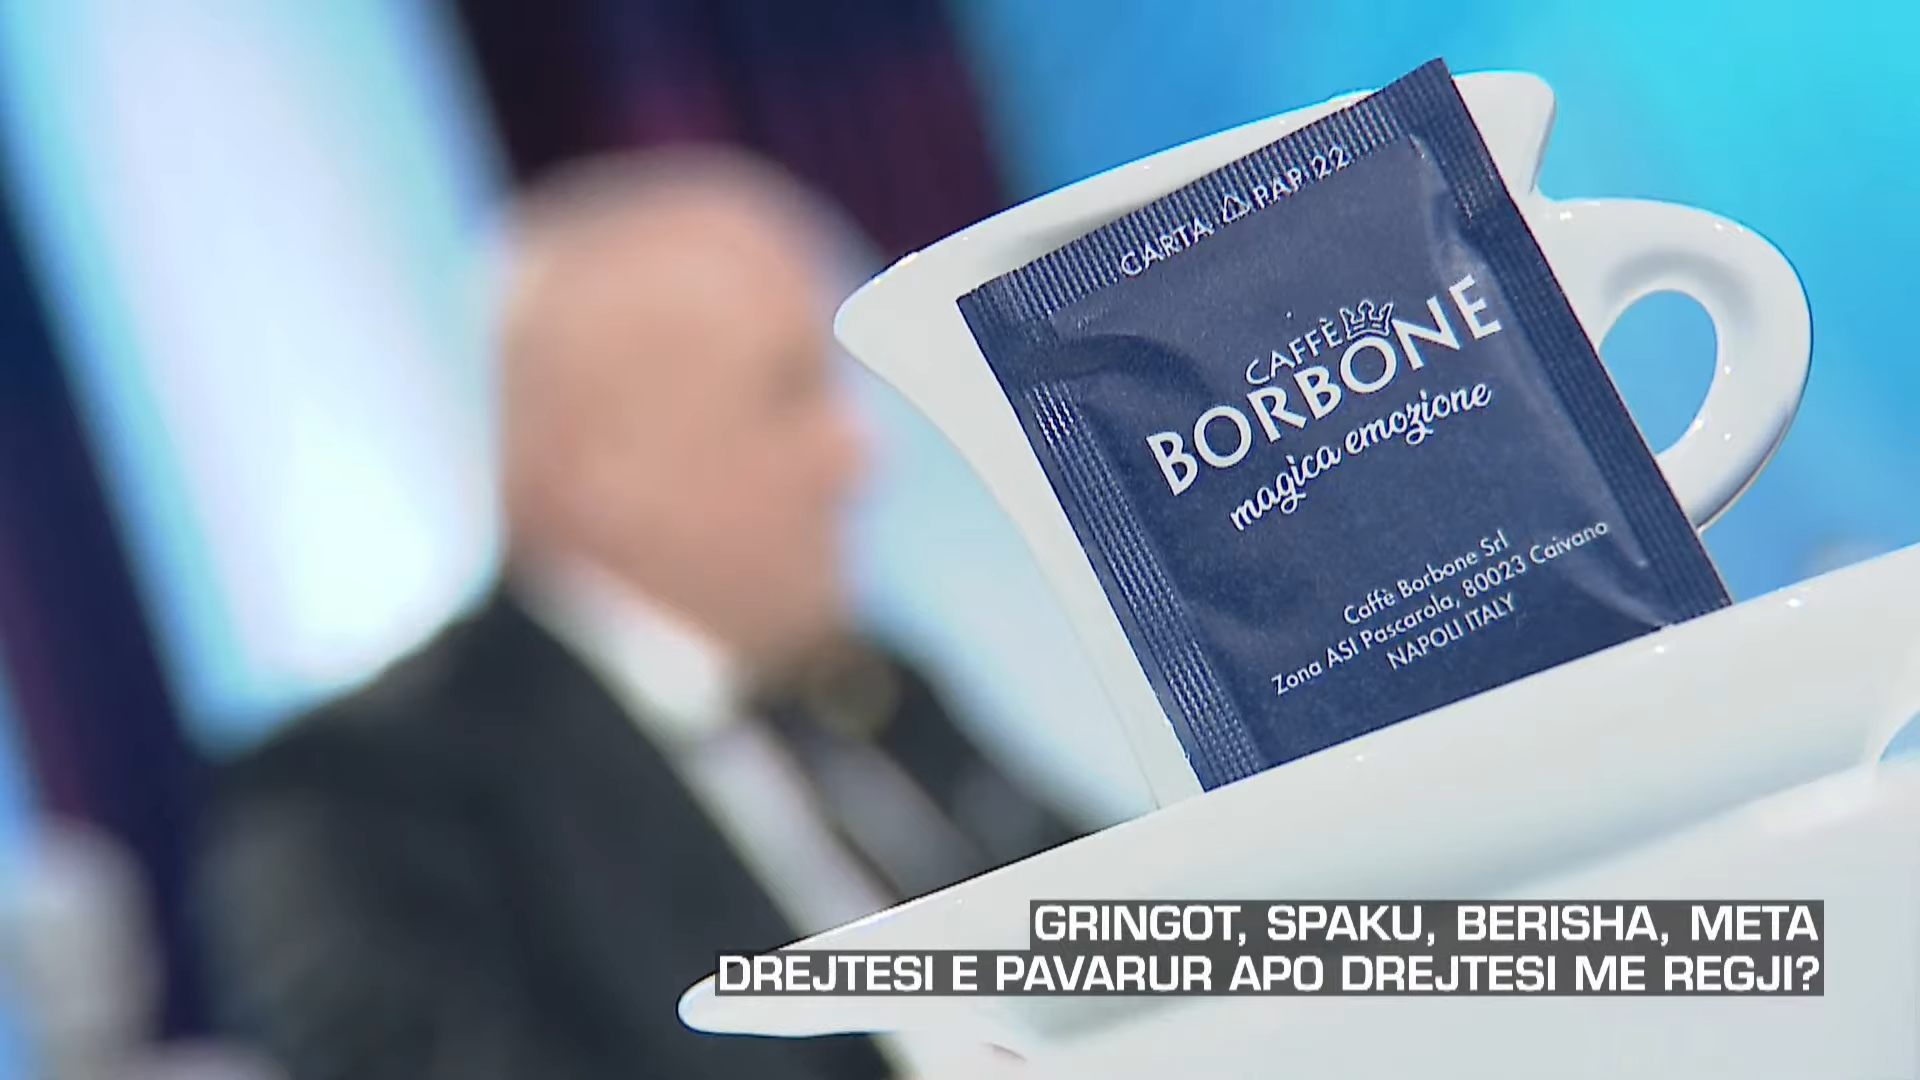 CARTA PAP 22
CAFFÈ
BORBONE
magica emozione
Caffè Borbone Srl
Zona ASI Pascarola, 80023 Caivano
NAPOLI ITALY
GRINGOT, SPAKU, BERISHA, META
DREJTESI E PAVARUR APO DREJTESI ME REGJI?